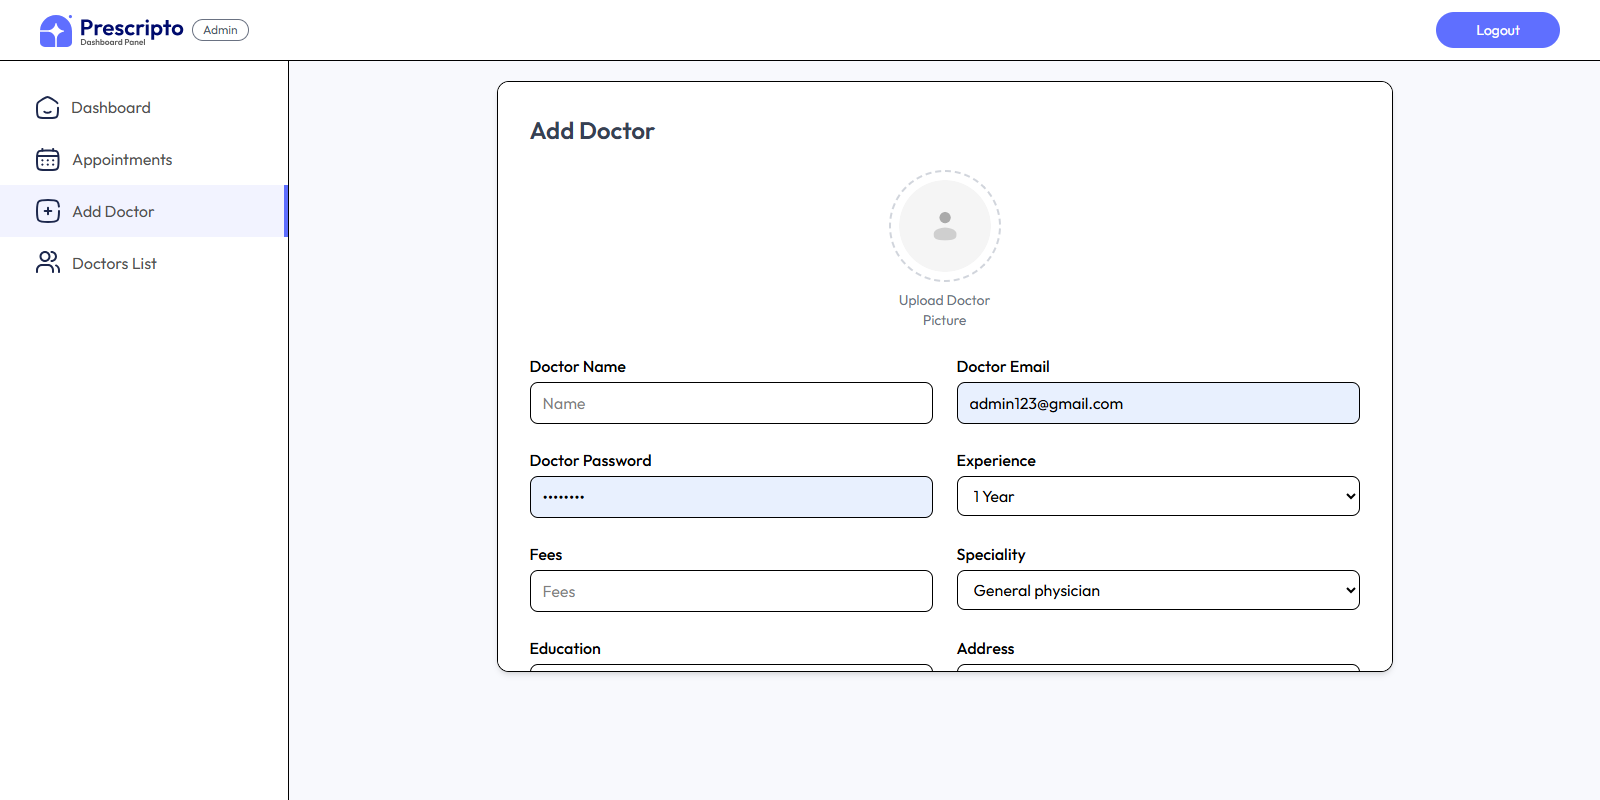 Prescripto
Dashboard Panel
Admin
Logout
Dashboard
Appointments
Add Doctor
Doctors List
Add Doctor
Upload Doctor
Picture
Doctor Name
Doctor Email
Name
admin123@gmail.com
Doctor Password
Experience
••••••••
1 Year
Fees
Speciality
Fees
General physician
Education
Address